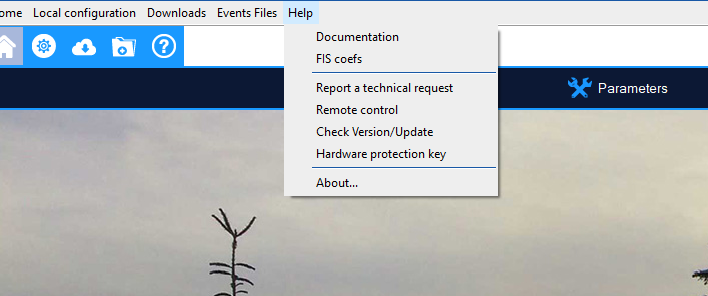 ome Local configuration Downloads Events Files Help
Documentation
FIS coefs
Report a technical request
Parameters
Remote control
Check Version/Update
Hardware protection key
About...